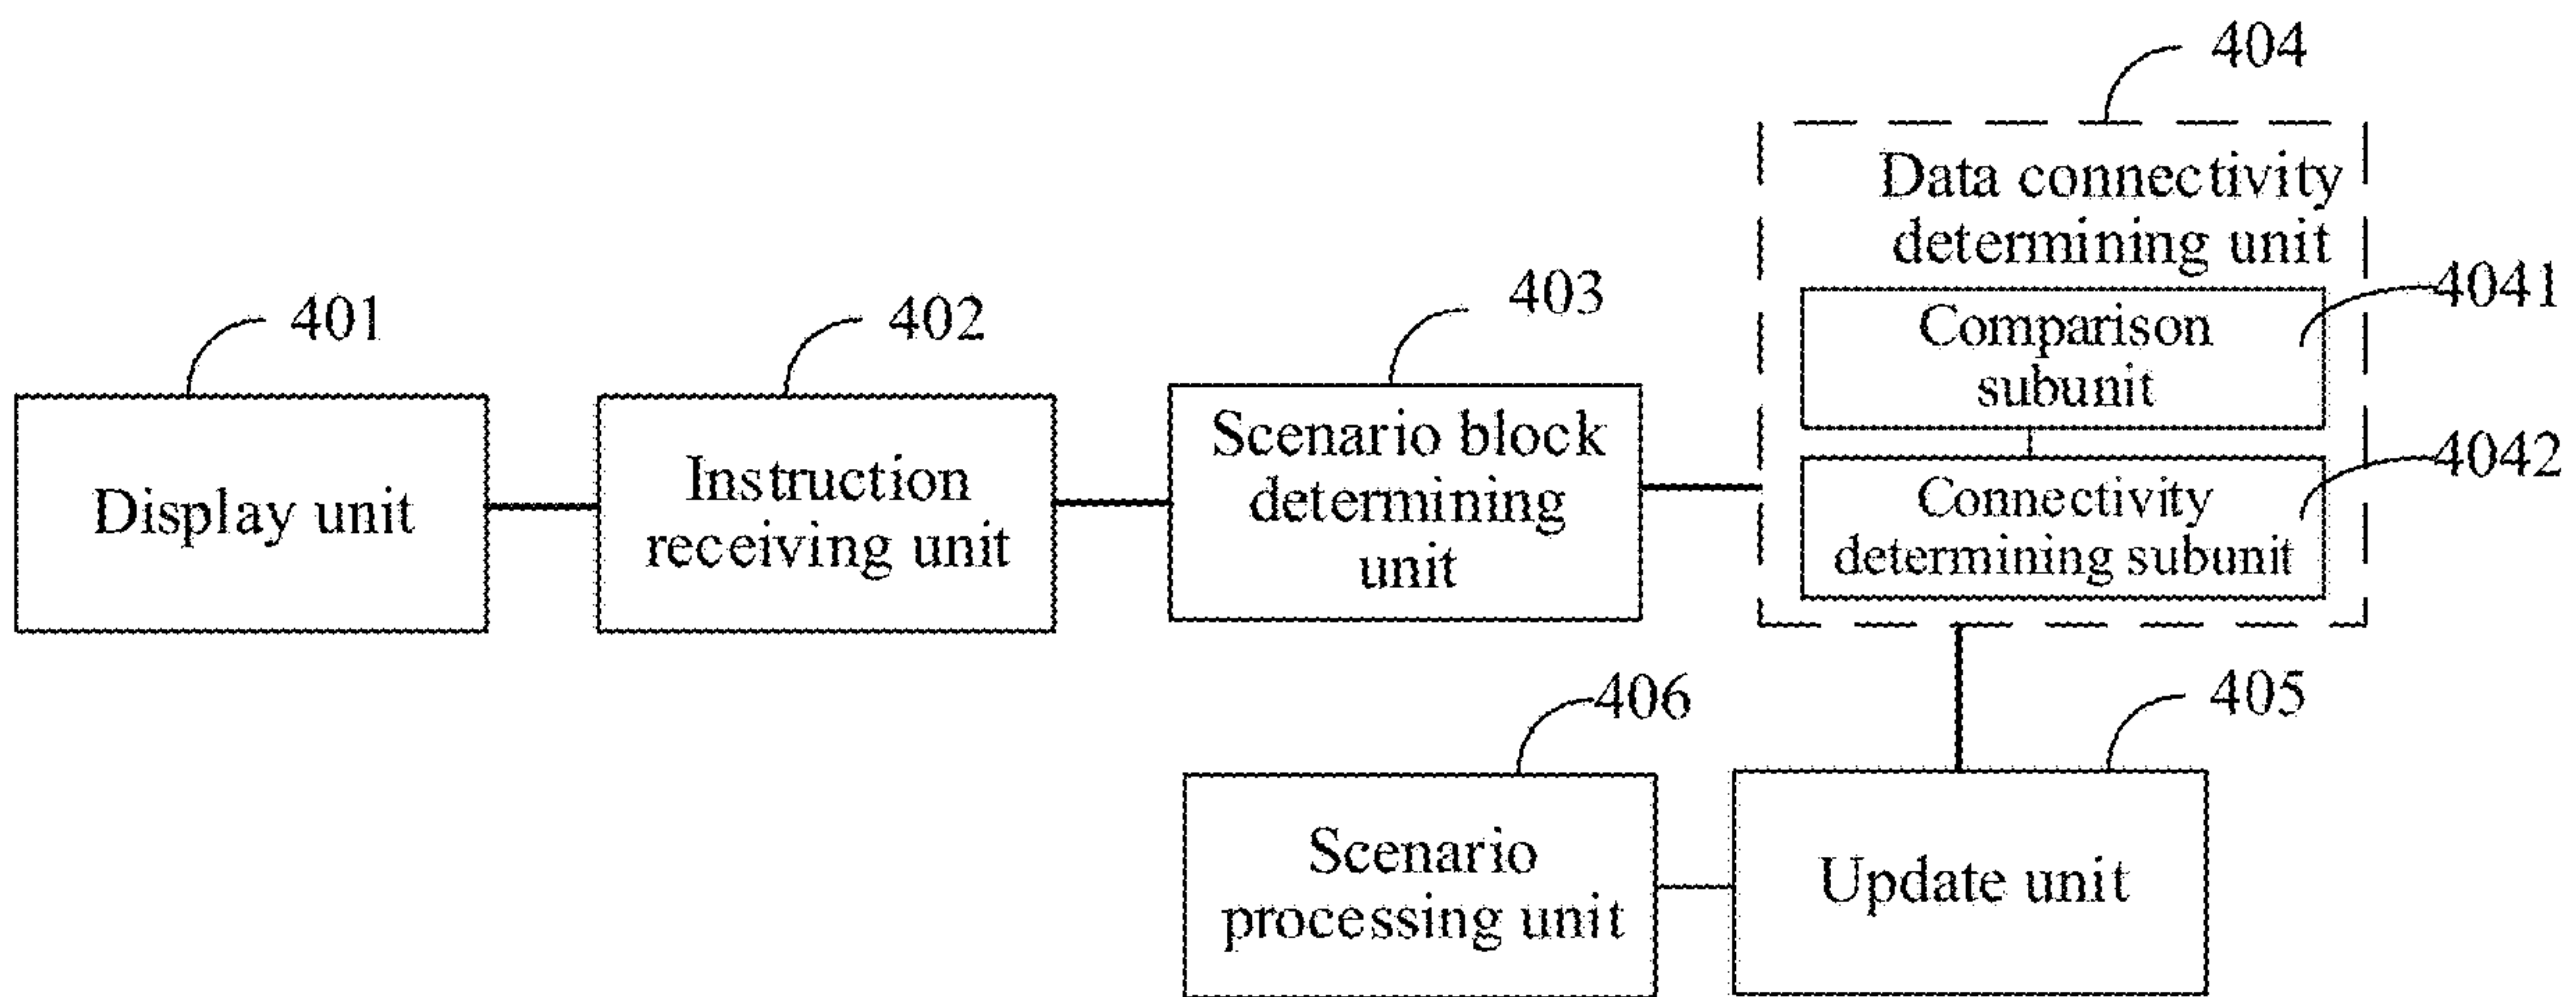 404
Data connectivity
determining unit
4041
Comparison
subunit
4042
Connectivity
determining subunit
401
Display unit
402
Instruction
receiving unit
403
Scenario block
determining
unit
406
Scenario
processing unit
405
Update unit